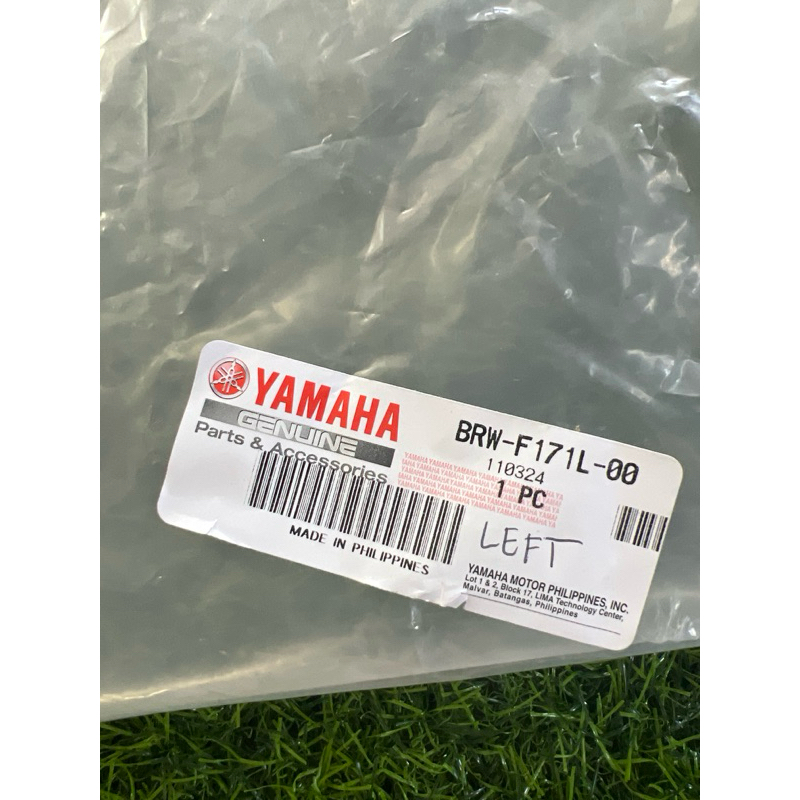 YAMAHA
GENUINE
Parts & Accessories
BRW-F171L-00
110324
1 PC
LEFT
MADE IN PHILIPPINES
YAMAHA MOTOR PHILIPPINES, INC.
Lot 1 & 2, Block 17, LIMA Technology Center,
Malvar, Batangas, Philippines